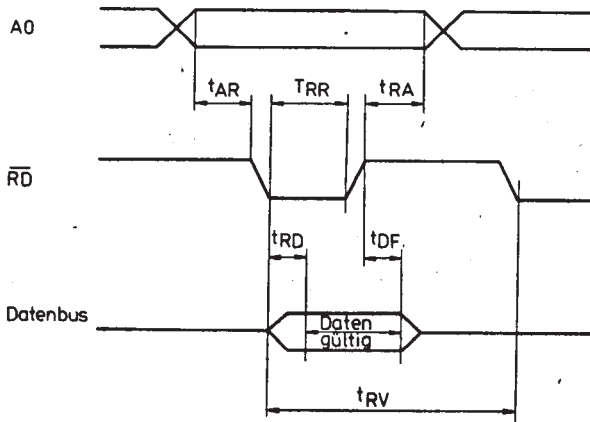 A0
tAR TRR tRA
RD
tRD tDF
Datenbus
Daten
gültig
tRV